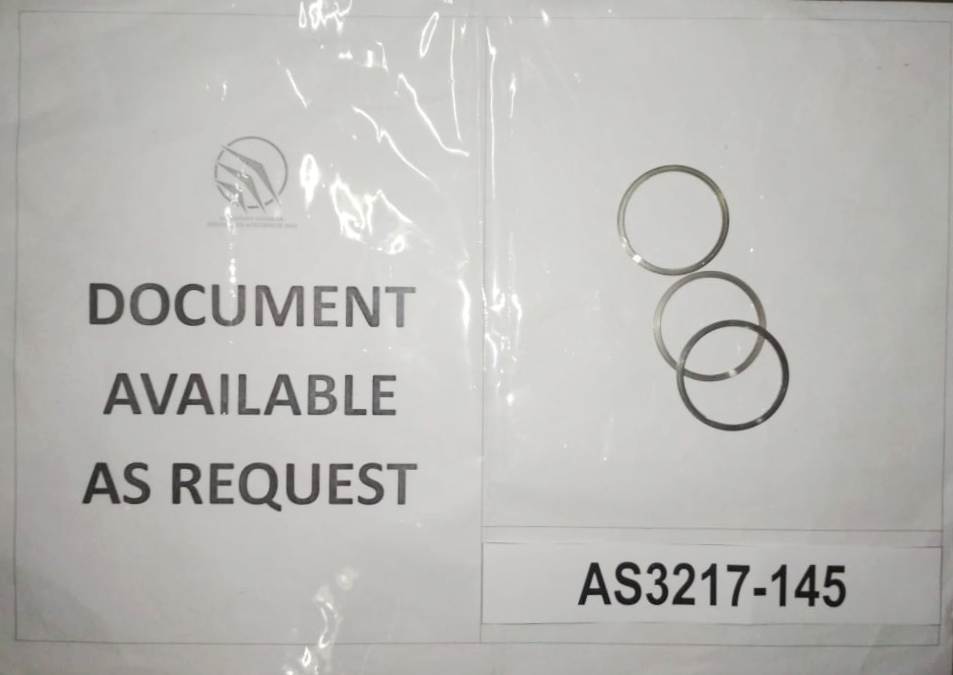 DOCUMENT
AVAILABLE
AS REQUEST
AS3217-145